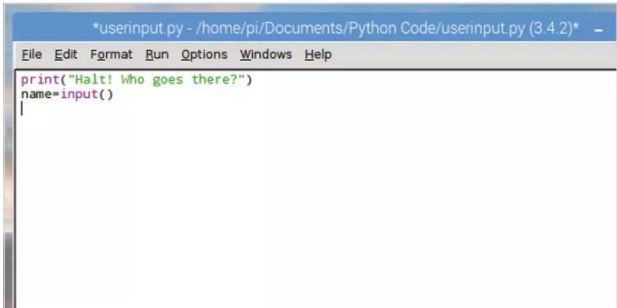 *userinput.py - /home/pi/Documents/Python Code/userinput.py (3.4.2)*
File Edit Format Run Options Windows Help
print("Halt! Who goes there?")
name=input()